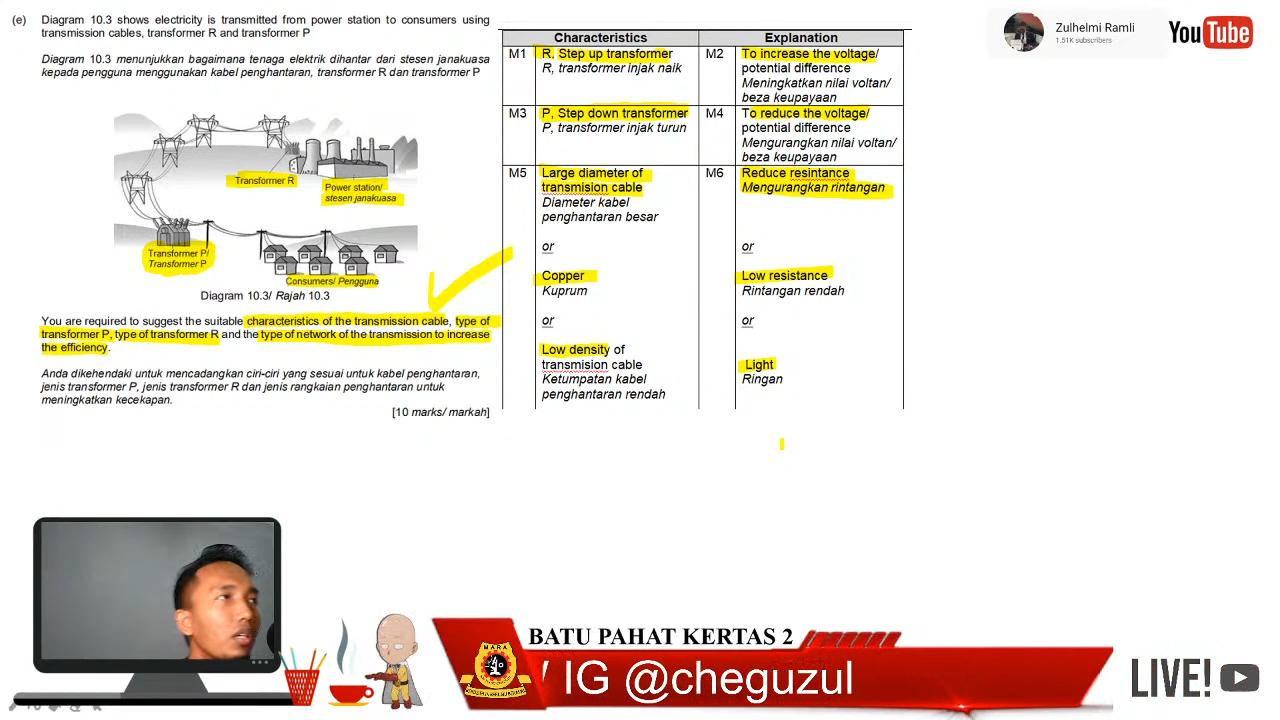 (e) Diagram 10.3 shows electricity is transmitted from power station to consumers using
transmission cables, transformer R and transformer P
Diagram 10.3 menunjukkan bagaimana tenaga elektrik dihantar dari stesen janakuasa
kepada pengguna menggunakan kabel penghantaran, transformer R dan transformer P
Transformer R
Power station/
stesen janakuasa
Transformer P/
Transformer P
Consumers/ Pengguna
Diagram 10.3/ Rajah 10.3
You are required to suggest the suitable characteristics of the transmission cable, type of
transformer P, type of transformer R and the type of network of the transmission to increase
the efficiency.
Anda dikehendaki untuk mencadangkan ciri-ciri yang sesuai untuk kabel penghantaran,
jenis transformer P, jenis transformer R dan jenis rangkaian penghantaran untuk
meningkatkan kecekapan.
[10 marks/ markah]
Characteristics Explanation
M1 R, Step up transformer
R, transformer injak naik
M2 To increase the voltage/
potential difference
Meningkatkan nilai voltan/
beza keupayaan
M3 P, Step down transformer
P, transformer injak turun
M4 To reduce the voltage/
potential difference
Mengurangkan nilai voltan/
beza keupayaan
M5 Large diameter of
transmision cable
Diameter kabel
penghantaran besar
or
Copper
Kuprum
or
Low density of
transmision cable
Ketumpatan kabel
penghantaran rendah
M6 Reduce resintance
Mengurangkan rintangan
or
Low resistance
Rintangan rendah
or
Light
Ringan
Zulhelmi Ramli
1.51K subscribers
YouTube
BATU PAHAT KERTAS 2
MARA
/ IG @cheguzul
LIVE!